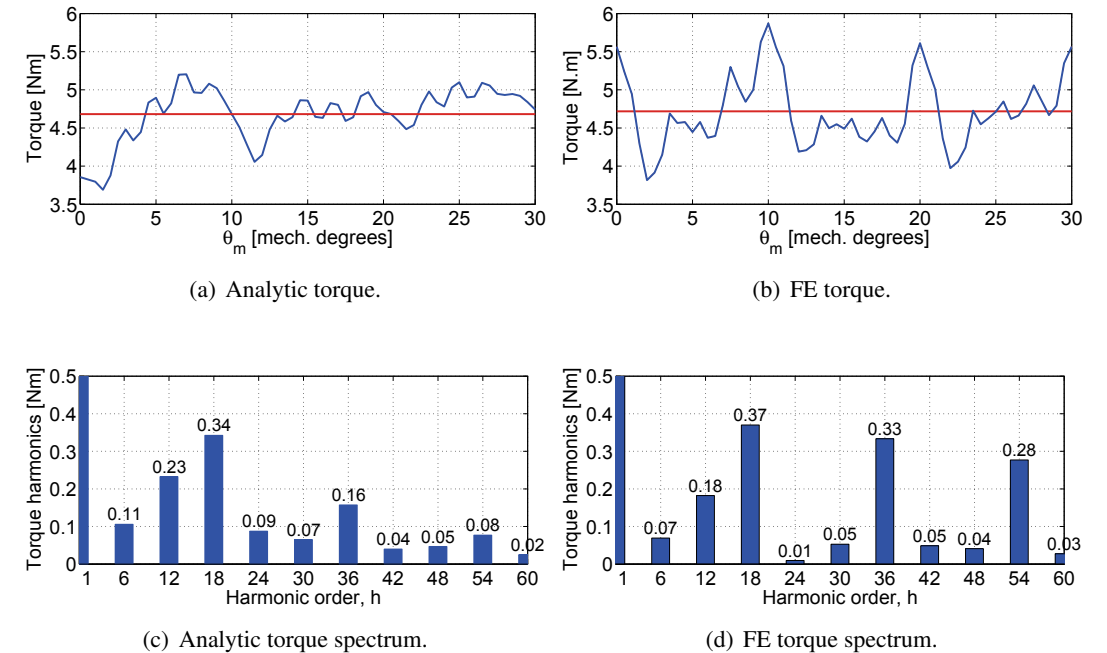 6
5.5
5
4.5
4
3.5
Torque [Nm]
0 5 10 15 20 25 30
θm [mech. degrees]
(a) Analytic torque.
6
5.5
5
4.5
4
3.5
Torque [N.m]
0 5 10 15 20 25 30
θm [mech. degrees]
(b) FE torque.
0.5
0.4
0.3
0.2
0.1
0
Torque harmonics [Nm]
0.11 0.23 0.34 0.09 0.07 0.16 0.04 0.05 0.08 0.02
1 6 12 18 24 30 36 42 48 54 60
Harmonic order, h
(c) Analytic torque spectrum.
0.5
0.4
0.3
0.2
0.1
0
Torque harmonics [Nm]
0.07 0.18 0.37 0.01 0.05 0.33 0.05 0.04 0.28 0.03
1 6 12 18 24 30 36 42 48 54 60
Harmonic order, h
(d) FE torque spectrum.